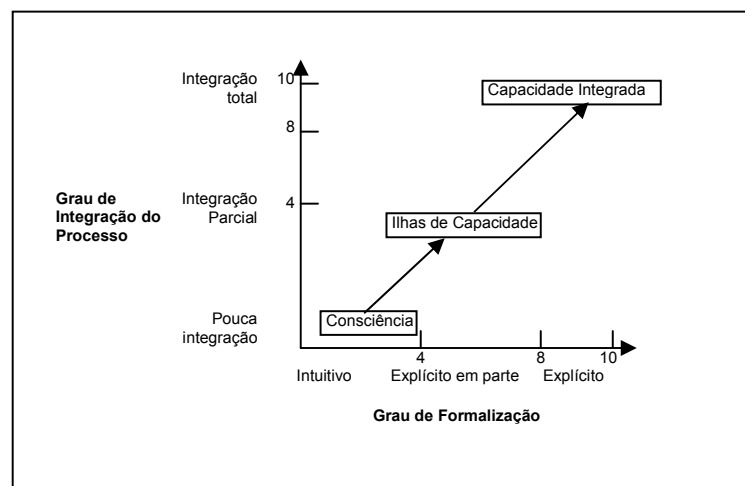 Integração
total
10
Capacidade Integrada
8
Grau de
Integração do
Processo
Integração
Parcial
4
Ilhas de Capacidade
Pouca
integração
Consciência
4
8
10
Intuitivo
Explícito em parte
Explícito
Grau de Formalização